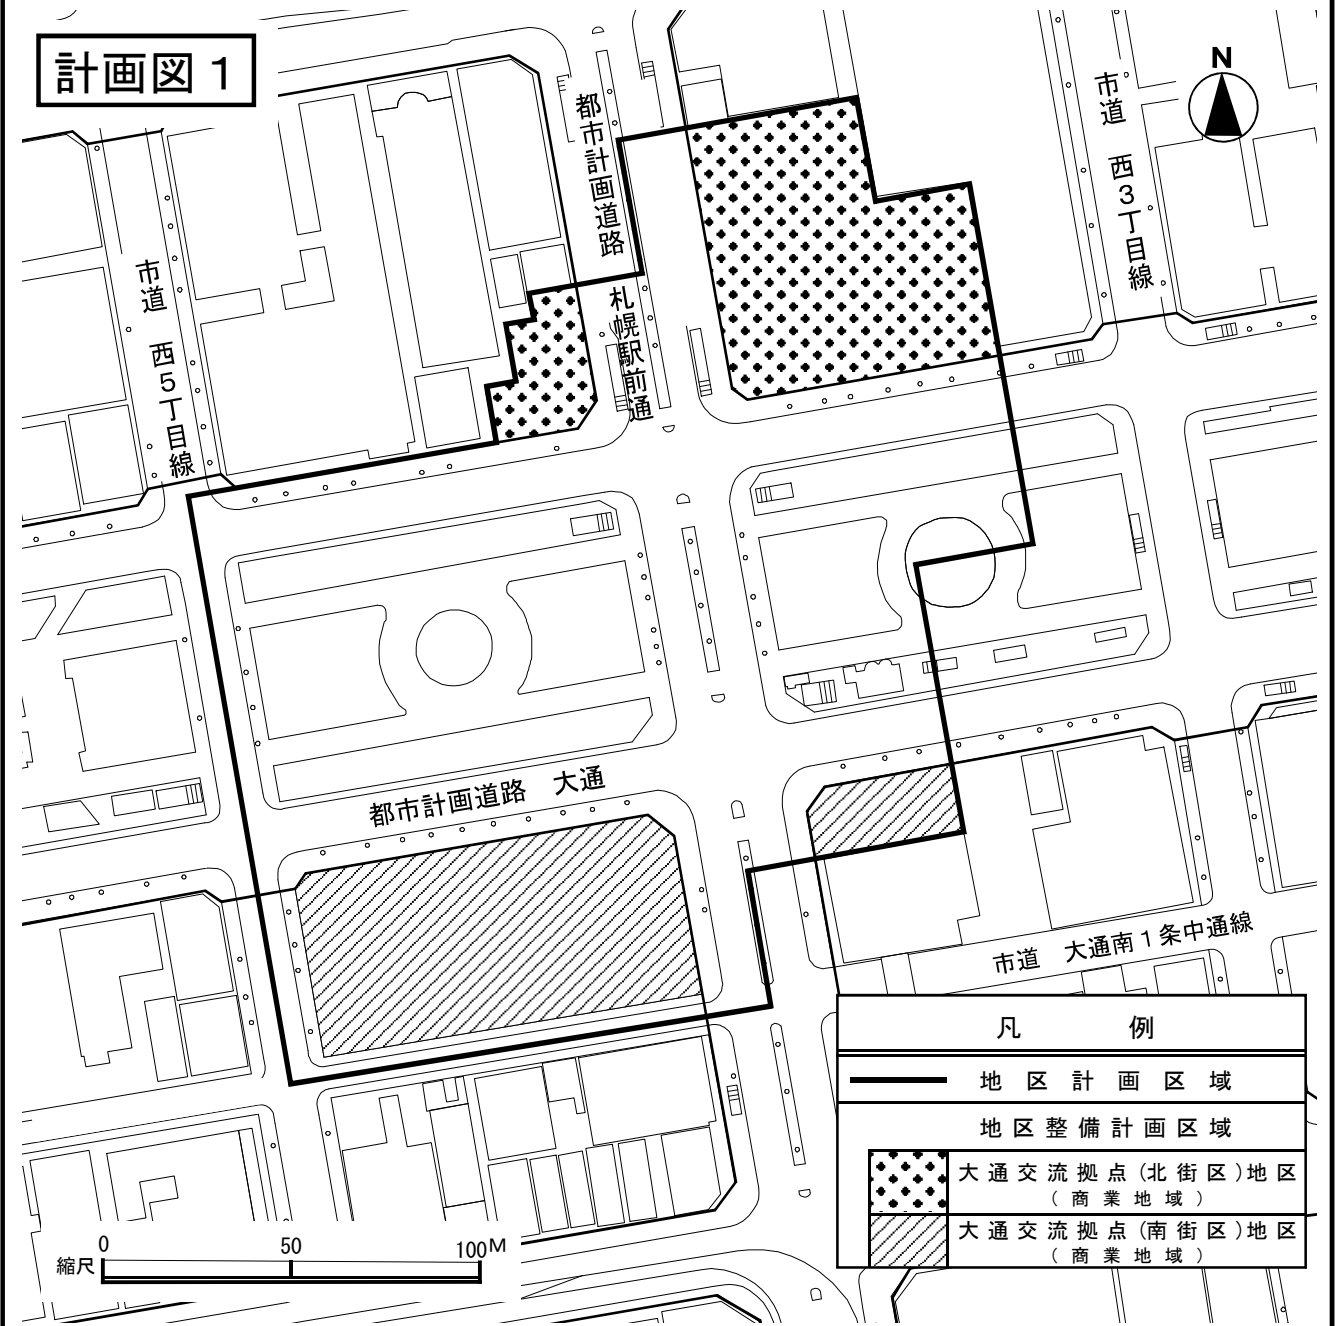 計画図１
N
都市計画道路
札幌駅前通
市道 西３丁目線
市道 西５丁目線
都市計画道路 大通
市道 大通南１条中通線
凡 例
地区計画区域
地区整備計画区域
大通交流拠点(北街区)地区
(商業地域)
大通交流拠点(南街区)地区
(商業地域)
縮尺 0 50 100M